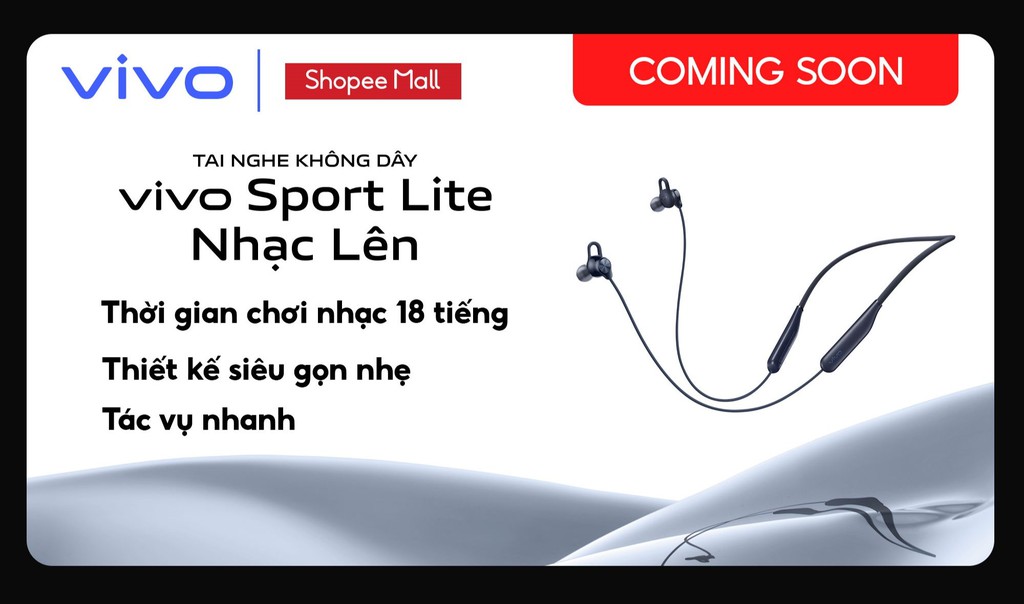 vivo
Shopee Mall
COMING SOON
TAI NGHE KHÔNG DÂY
vivo Sport Lite
Nhạc Lên
Thời gian chơi nhạc 18 tiếng
Thiết kế siêu gọn nhẹ
Tác vụ nhanh